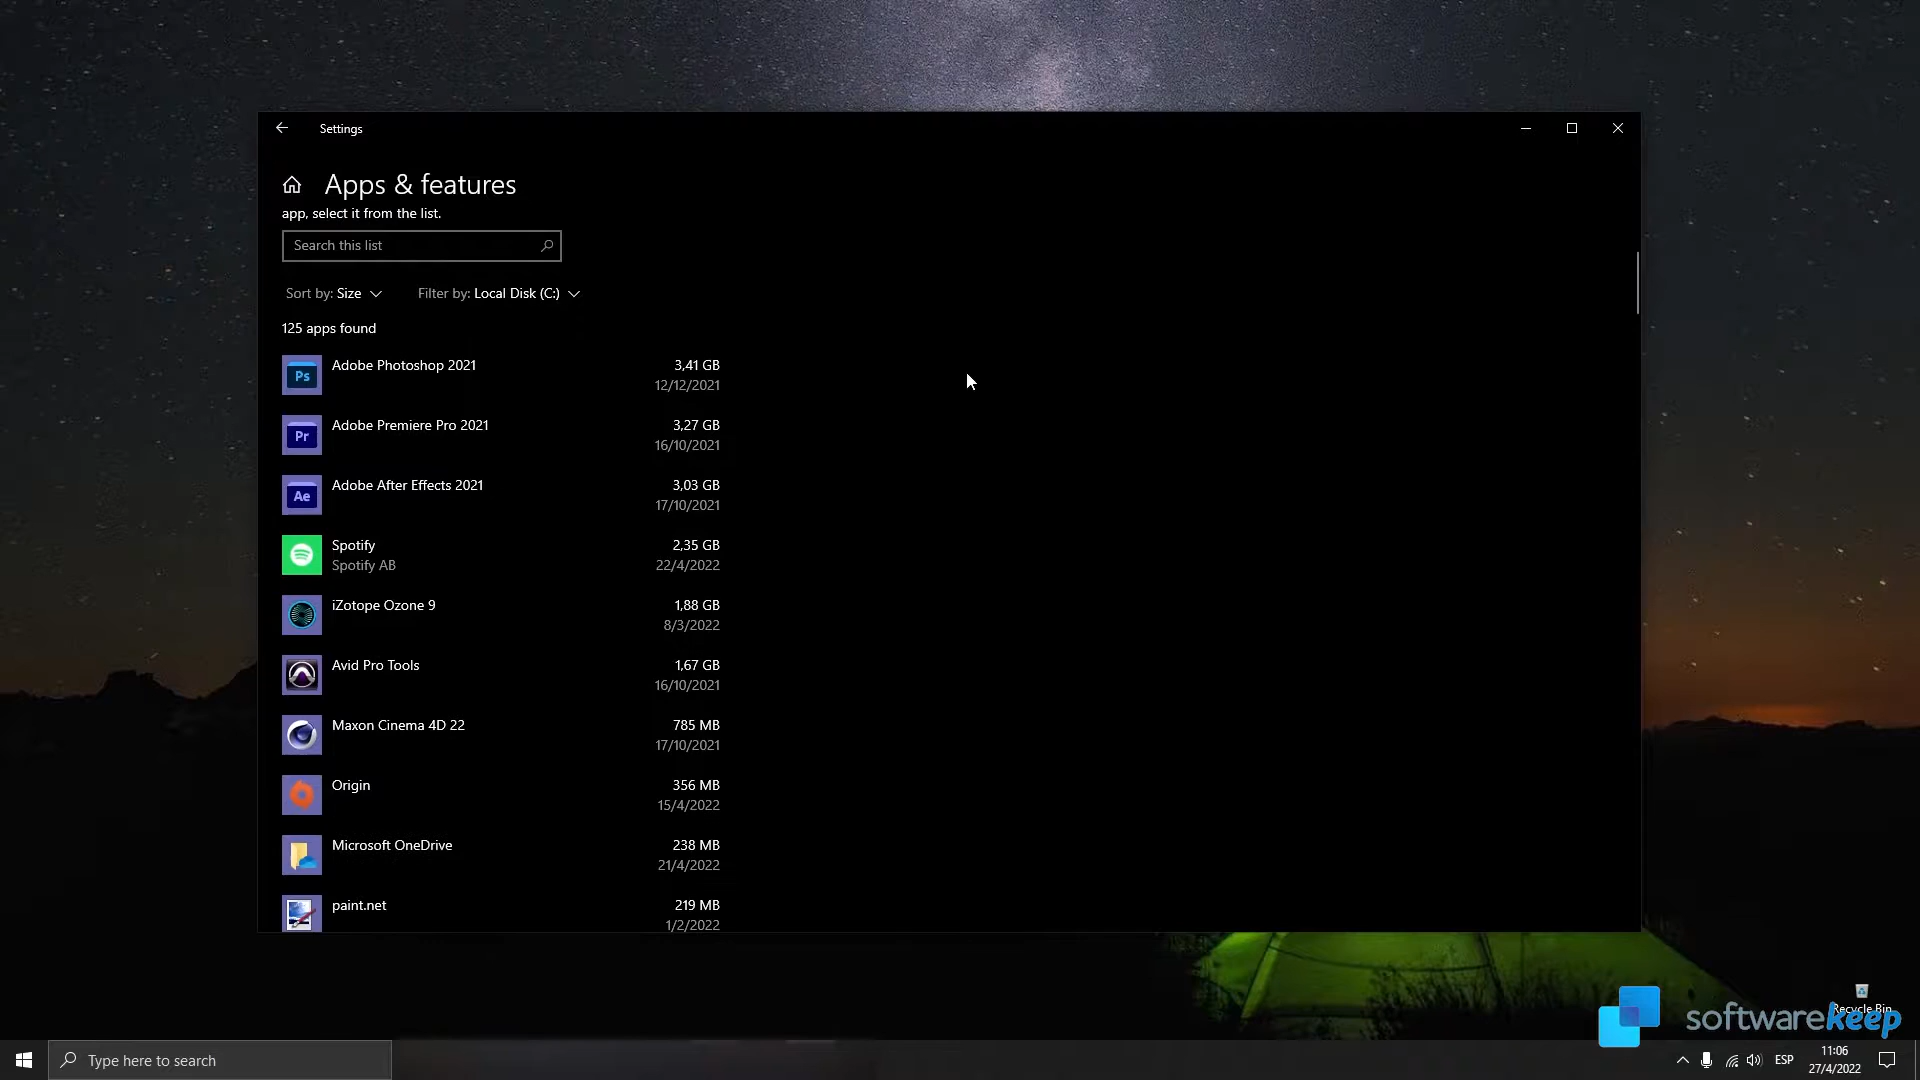 Settings
Apps & features
app, select it from the list.
Search this list
Sort by: Size
Filter by: Local Disk (C:)
125 apps found
Ps
Adobe Photoshop 2021
3,41 GB
12/12/2021
Pr
Adobe Premiere Pro 2021
3,27 GB
16/10/2021
Ae
Adobe After Effects 2021
3,03 GB
17/10/2021
Spotify
2,35 GB
Spotify AB
22/4/2022
iZotope Ozone 9
1,88 GB
8/3/2022
Avid Pro Tools
1,67 GB
16/10/2021
Maxon Cinema 4D 22
785 MB
17/10/2021
Origin
356 MB
15/4/2022
Microsoft OneDrive
238 MB
21/4/2022
paint.net
219 MB
1/2/2022
Recycle Bin
softwarekeep
Type here to search
ESP
11:06
27/4/2022